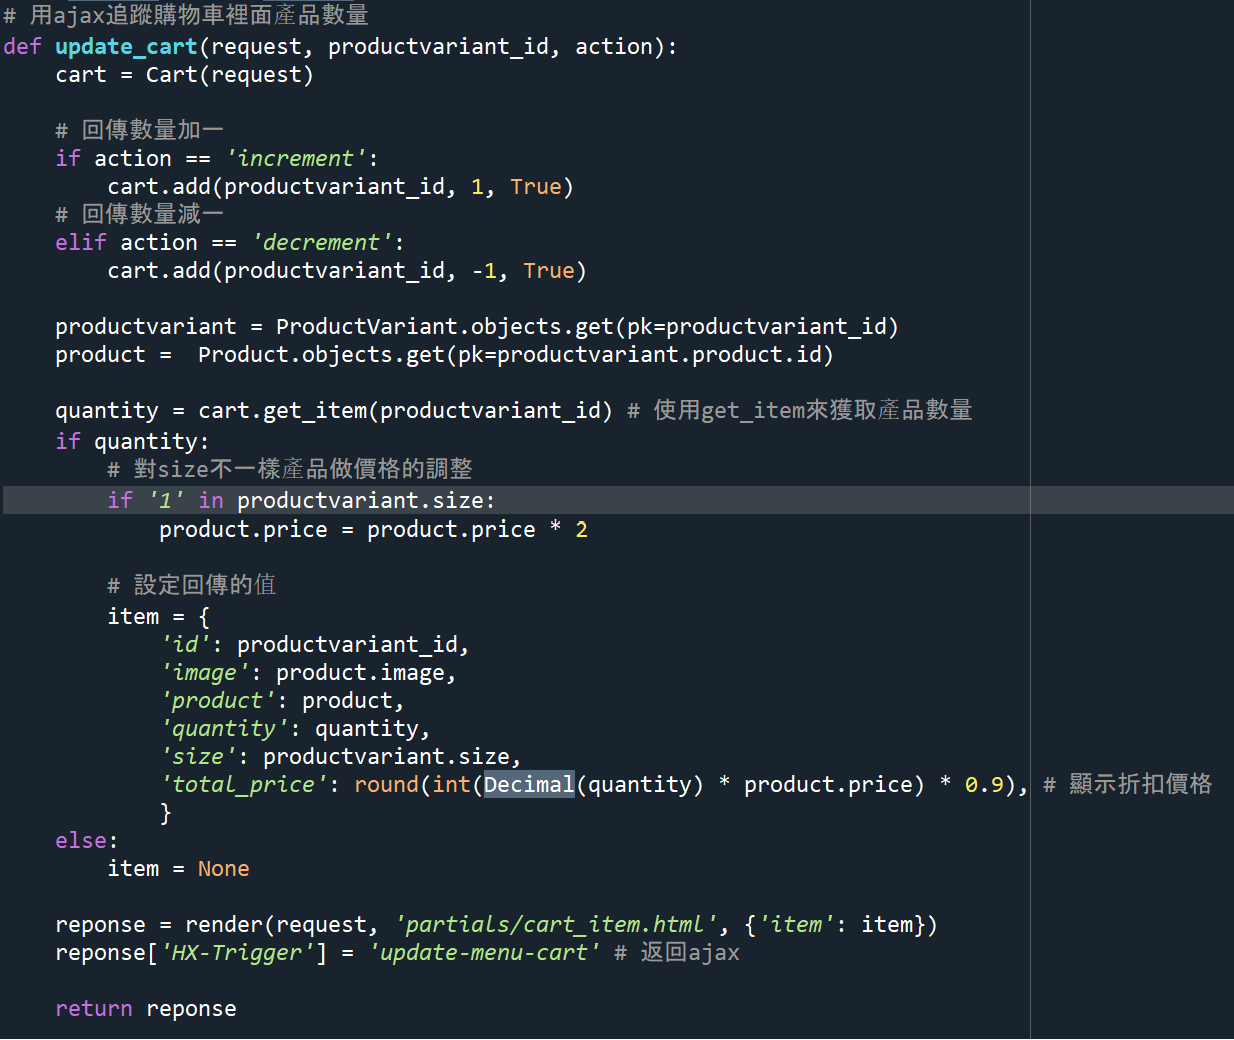 # 用ajax追蹤購物車裡面產品數量
def update_cart(request, productvariant_id, action):
    cart = Cart(request)

    # 回傳數量加一
    if action == 'increment':
        cart.add(productvariant_id, 1, True)
    # 回傳數量減一
    elif action == 'decrement':
        cart.add(productvariant_id, -1, True)

    productvariant = ProductVariant.objects.get(pk=productvariant_id)
    product =  Product.objects.get(pk=productvariant.product.id)

    quantity = cart.get_item(productvariant_id) # 使用get_item來獲取產品數量
    if quantity:
        # 對size不一樣產品做價格的調整
        if '1' in productvariant.size:
            product.price = product.price * 2

        # 設定回傳的值
        item = {
            'id': productvariant_id,
            'image': product.image,
            'product': product,
            'quantity': quantity,
            'size': productvariant.size,
            'total_price': round(int(Decimal(quantity) * product.price) * 0.9), # 顯示折扣價格
            }
    else:
        item = None

    reponse = render(request, 'partials/cart_item.html', {'item': item})
    reponse['HX-Trigger'] = 'update-menu-cart' # 返回ajax

    return reponse